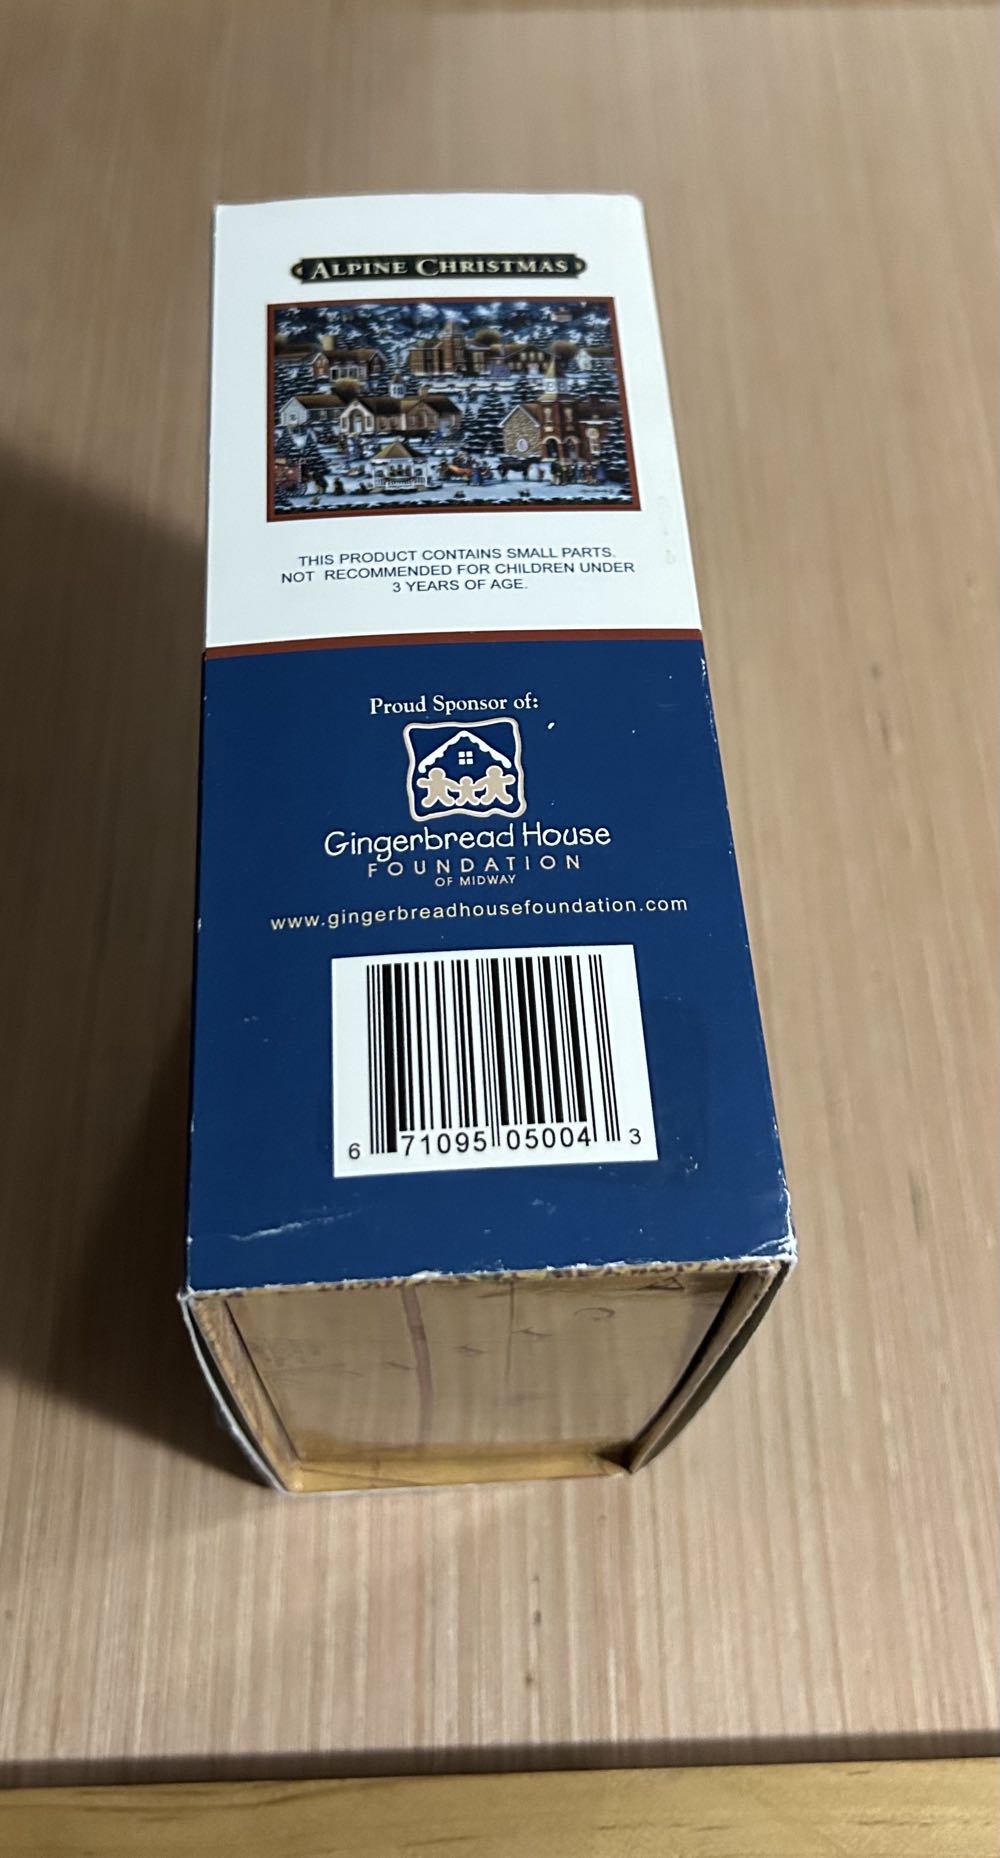 ALPINE CHRISTMAS
THIS PRODUCT CONTAINS SMALL PARTS.
NOT RECOMMENDED FOR CHILDREN UNDER
3 YEARS OF AGE.
Proud Sponsor of:
Gingerbread House
FOUNDATION
OF MIDWAY
www.gingerbreadhousefoundation.com
6 71095 05004 3